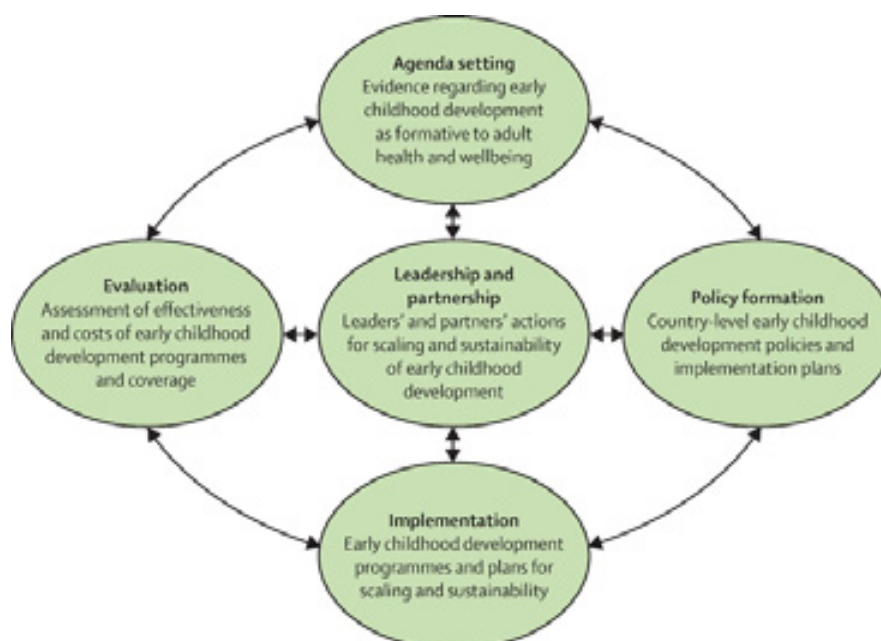 Agenda setting
Evidence regarding early
childhood development
as formative to adult
health and wellbeing
Evaluation
Assessment of effectiveness
and costs of early childhood
development programmes
and coverage
Leadership and
partnership
Leaders' and partners' actions
for scaling and sustainability
of early childhood
development
Policy formation
Country-level early childhood
development policies and
implementation plans
Implementation
Early childhood development
programmes and plans for
scaling and sustainability